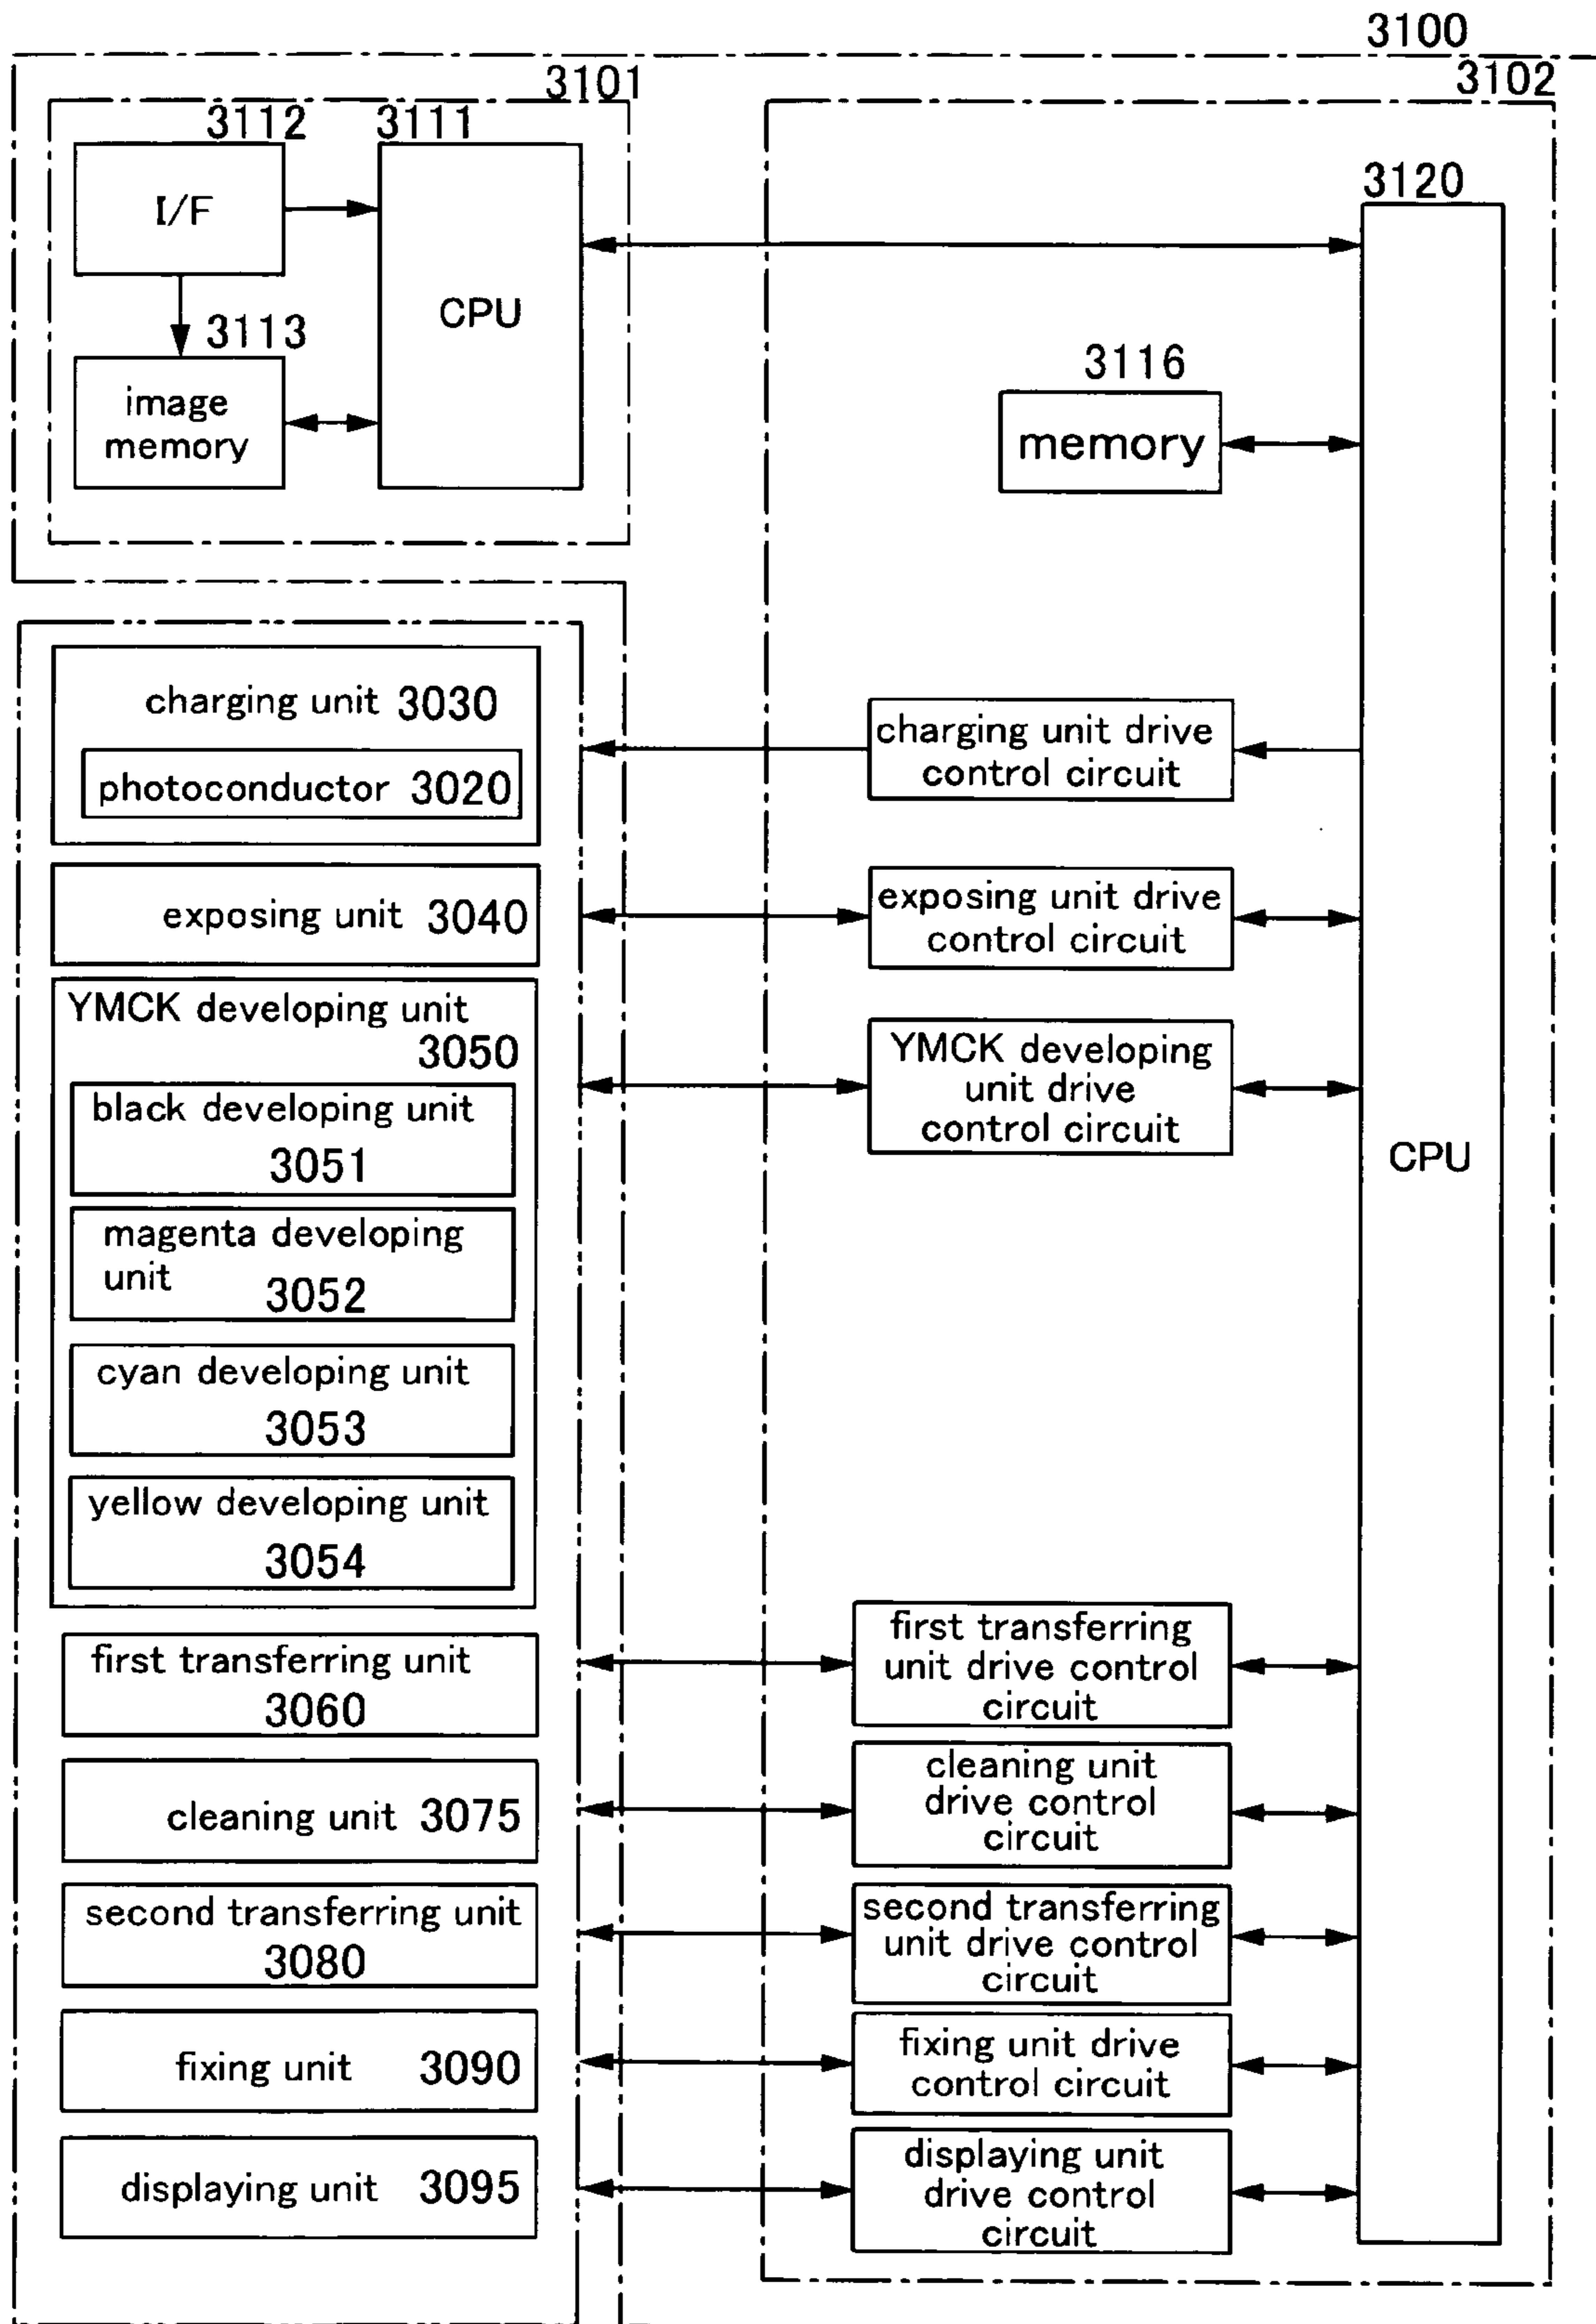 3100
3101
3102
3112
3111
I/F
CPU
3113
image
memory
3120
3116
memory
CPU
charging unit 3030
photoconductor 3020
charging unit drive
control circuit
exposing unit 3040
exposing unit drive
control circuit
YMCK developing unit
3050
black developing unit
3051
magenta developing
unit
3052
cyan developing unit
3053
yellow developing unit
3054
YMCK developing
unit drive
control circuit
first transferring unit
3060
first transferring
unit drive control
circuit
cleaning unit 3075
cleaning unit
drive control
circuit
second transferring unit
3080
second transferring
unit drive control
circuit
fixing unit 3090
fixing unit drive
control circuit
displaying unit 3095
displaying unit
drive control
circuit